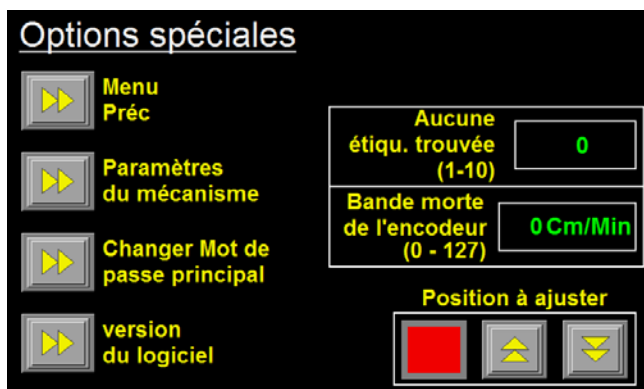 Options spéciales
Menu
Préc
Paramètres
du mécanisme
Changer Mot de
passe principal
version
du logiciel
Aucune
étiqu. trouvée
(1-10)
0
Bande morte
de l'encodeur
(0 - 127)
0 Cm/Min
Position à ajuster